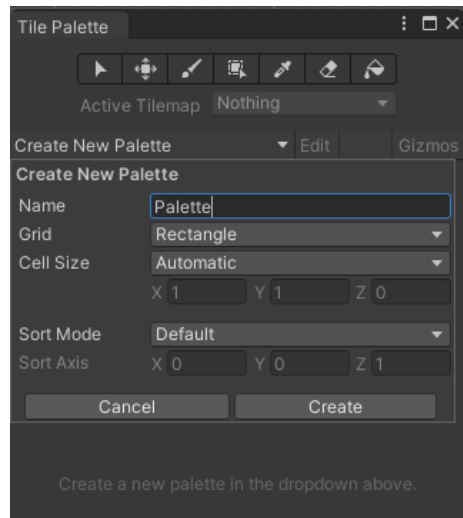 Tile Palette
Active Tilemap Nothing
Create New Palette Edit Gizmos
Create New Palette
Name Palette
Grid Rectangle
Cell Size Automatic
X 1 Y 1 Z 0
Sort Mode Default
Sort Axis X 0 Y 0 Z 1
Cancel Create
Create a new palette in the dropdown above.